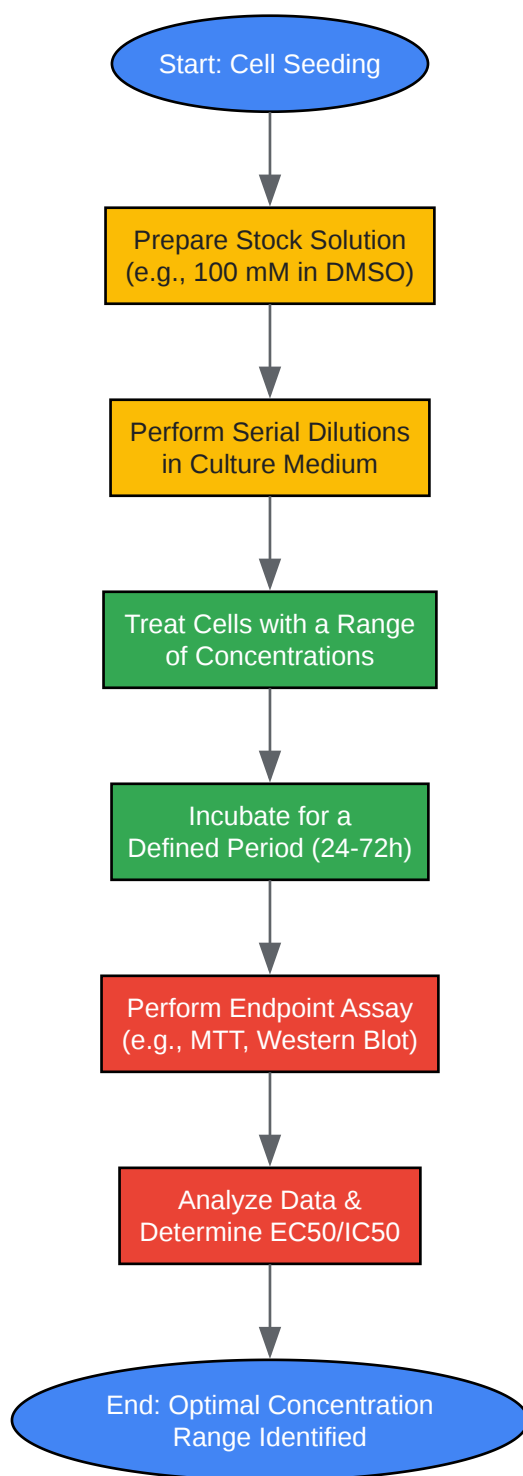 Start: Cell Seeding
Prepare Stock Solution
(e.g., 100 mM in DMSO)
Perform Serial Dilutions
in Culture Medium
Treat Cells with a Range
of Concentrations
Incubate for a
Defined Period (24-72h)
Perform Endpoint Assay
(e.g., MTT, Western Blot)
Analyze Data &
Determine EC50/IC50
End: Optimal Concentration
Range Identified